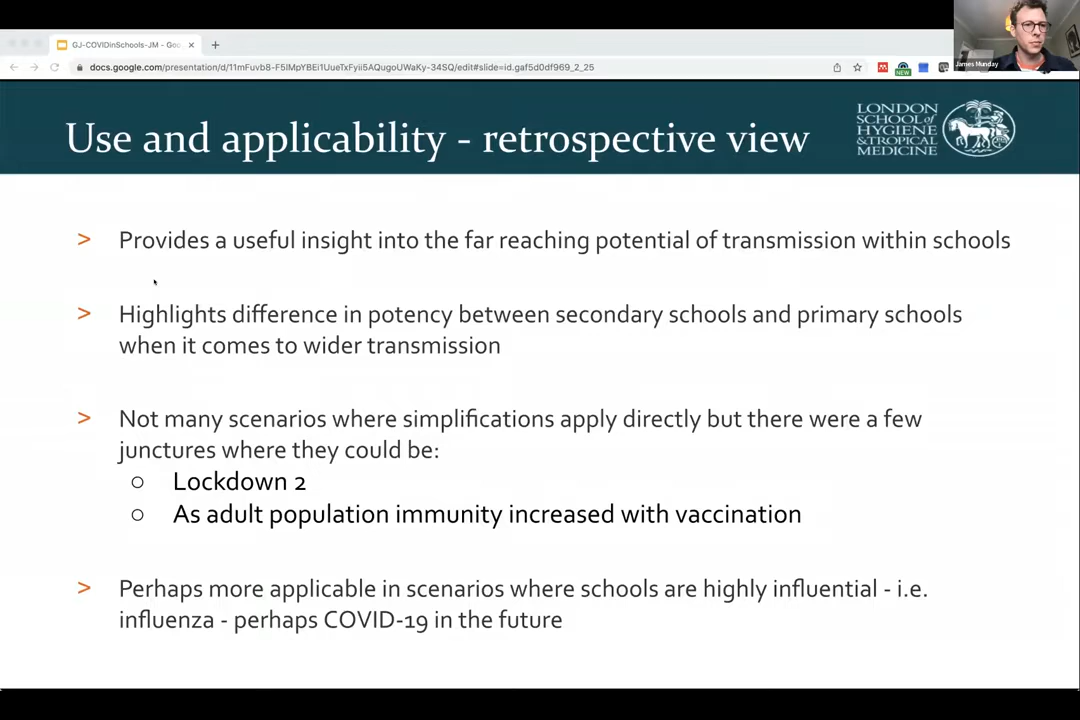 GJ-COVIDinSchools-JM - Goo
docs.google.com/presentation/d/11mFuvb8-F5IMpYBEi1UueTxFyii5AQugoUWaKy-34SQ/edit#slide=id.gaf5d0df969_2_25
NEW
James Munday
Use and applicability - retrospective view
LONDON
SCHOOL of
HYGIENE
& TROPICAL
MEDICINE
> Provides a useful insight into the far reaching potential of transmission within schools
> Highlights difference in potency between secondary schools and primary schools
when it comes to wider transmission
> Not many scenarios where simplifications apply directly but there were a few
junctures where they could be:
○ Lockdown 2
○ As adult population immunity increased with vaccination
> Perhaps more applicable in scenarios where schools are highly influential - i.e.
influenza - perhaps COVID-19 in the future